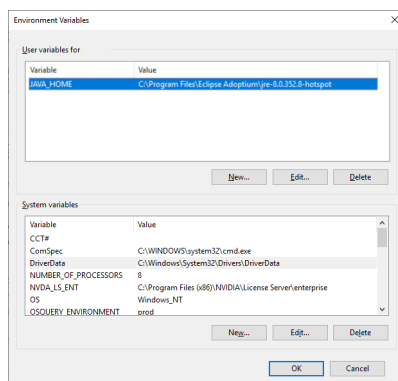 Environment Variables
User variables for
Variable Value
JAVA_HOME C:\Program Files\Eclipse Adoptium\jre-8.0.352.8-hotspot
New... Edit... Delete
System variables
Variable Value
CCT#
ComSpec C:\WINDOWS\system32\cmd.exe
DriverData C:\Windows\System32\Drivers\DriverData
NUMBER_OF_PROCESSORS 8
NVDA_LS_ENT C:\Program Files (x86)\NVIDIA\License Server\enterprise
OS Windows_NT
OSQUERY_ENVIRONMENT prod
New... Edit... Delete
OK Cancel